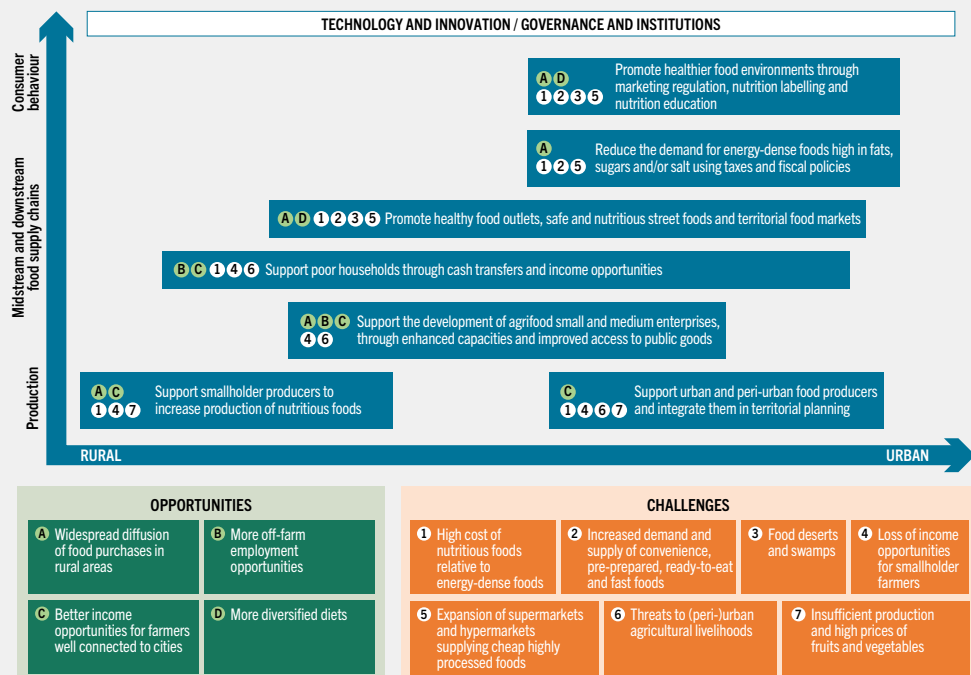 TECHNOLOGY AND INNOVATION / GOVERNANCE AND INSTITUTIONS
Consumer
behaviour
A D
1 2 3 5
Promote healthier food environments through
marketing regulation, nutrition labelling and
nutrition education
A
1 2 5
Reduce the demand for energy-dense foods high in fats,
sugars and/or salt using taxes and fiscal policies
Midstream and downstream
food supply chains
A D 1 2 3 5 Promote healthy food outlets, safe and nutritious street foods and territorial food markets
B C 1 4 6 Support poor households through cash transfers and income opportunities
A B C
4 6
Support the development of agrifood small and medium enterprises,
through enhanced capacities and improved access to public goods
Production
A C
1 4 7
Support smallholder producers to
increase production of nutritious foods
C
1 4 6 7
Support urban and peri-urban food producers
and integrate them in territorial planning
RURAL
URBAN
OPPORTUNITIES
A Widespread diffusion
of food purchases in
rural areas
B More off-farm
employment
opportunities
C Better income
opportunities for farmers
well connected to cities
D More diversified diets
CHALLENGES
1 High cost of
nutritious foods
relative to
energy-dense foods
2 Increased demand and
supply of convenience,
pre-prepared, ready-to-eat
and fast foods
3 Food deserts
and swamps
4 Loss of income
opportunities
for smallholder
farmers
5 Expansion of supermarkets
and hypermarkets
supplying cheap highly
processed foods
6 Threats to (peri-)urban
agricultural livelihoods
7 Insufficient production
and high prices of
fruits and vegetables